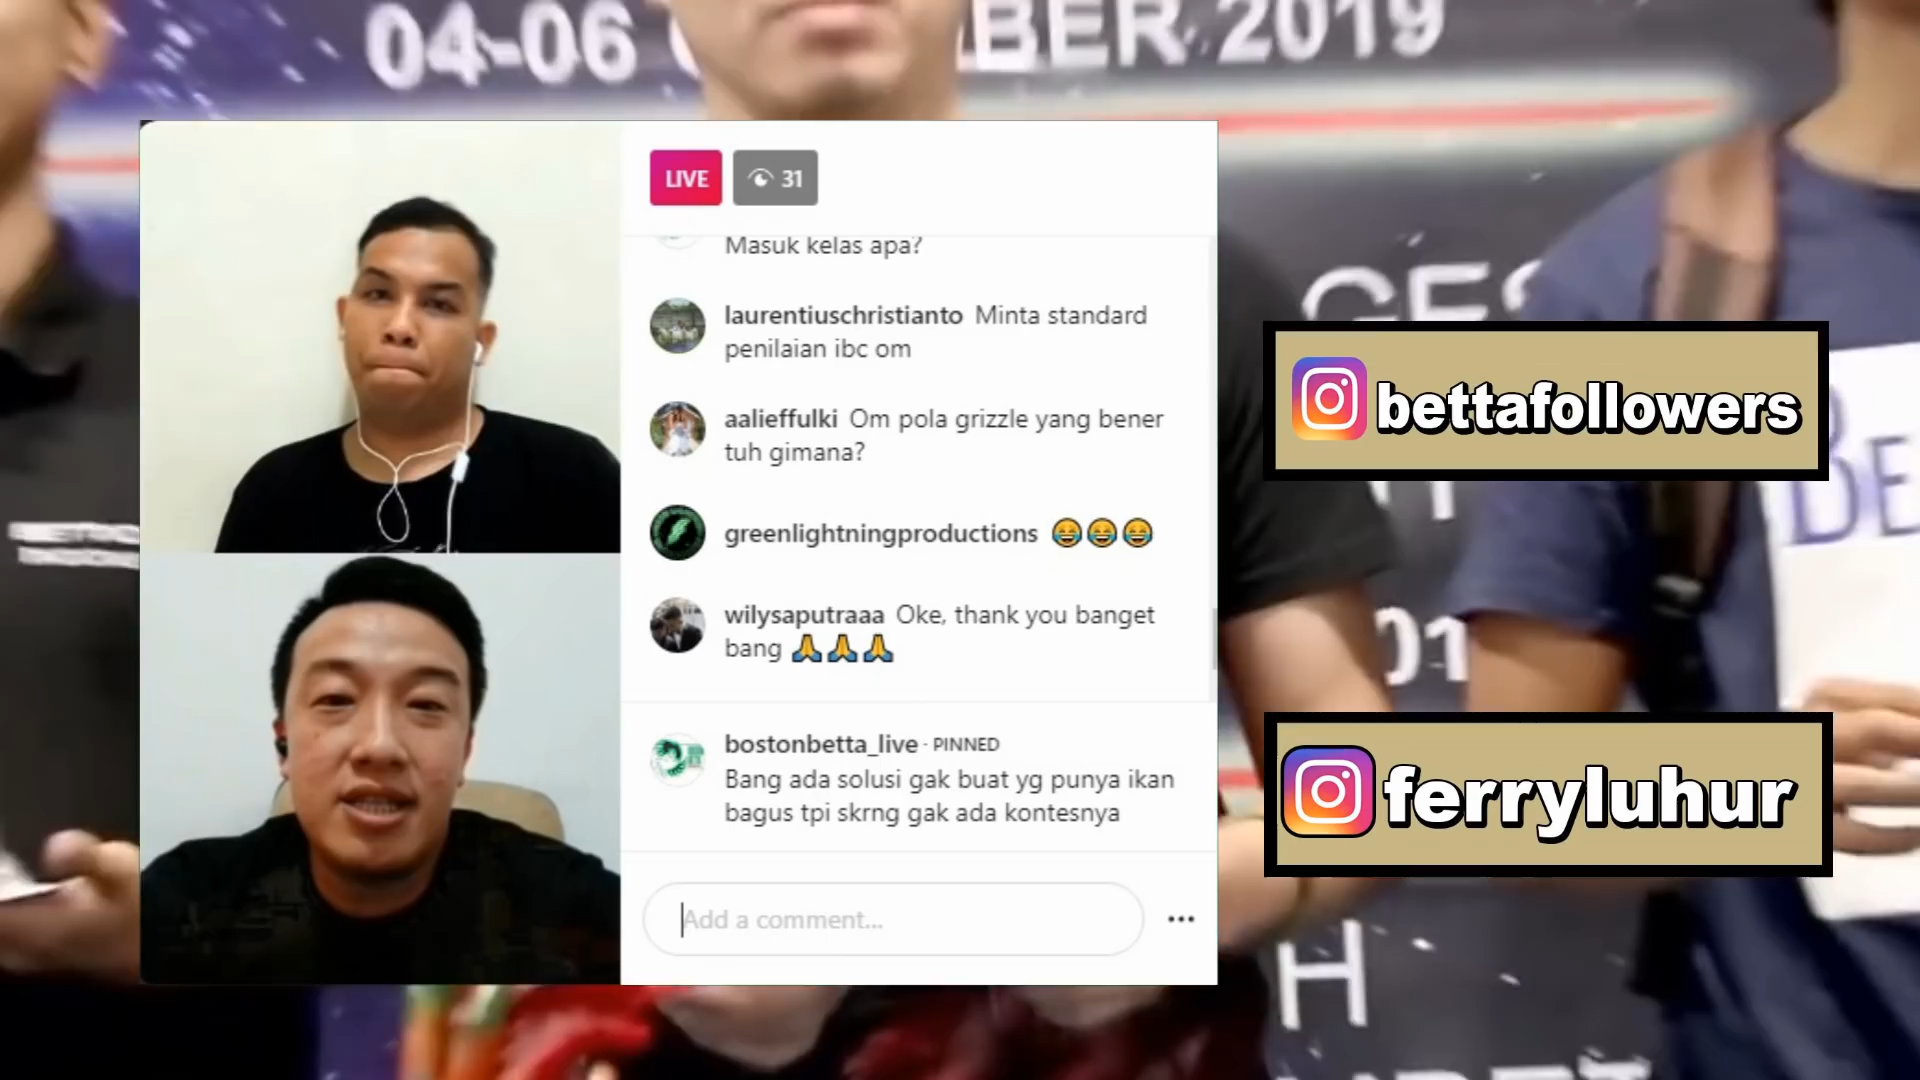 04-06
BER 2019
LIVE
31
Masuk kelas apa?
laurentiuschristianto Minta standard
penilaian ibc om
aalieffulki Om pola grizzle yang bener
tuh gimana?
greenlightningproductions 😂😂😂
wilysaputraaa Oke, thank you banget
bang 🙏🙏🙏
bostonbetta_live · PINNED
Bang ada solusi gak buat yg punya ikan
bagus tpi skrng gak ada kontesnya
Add a comment...
bettafollowers
ferryluhur